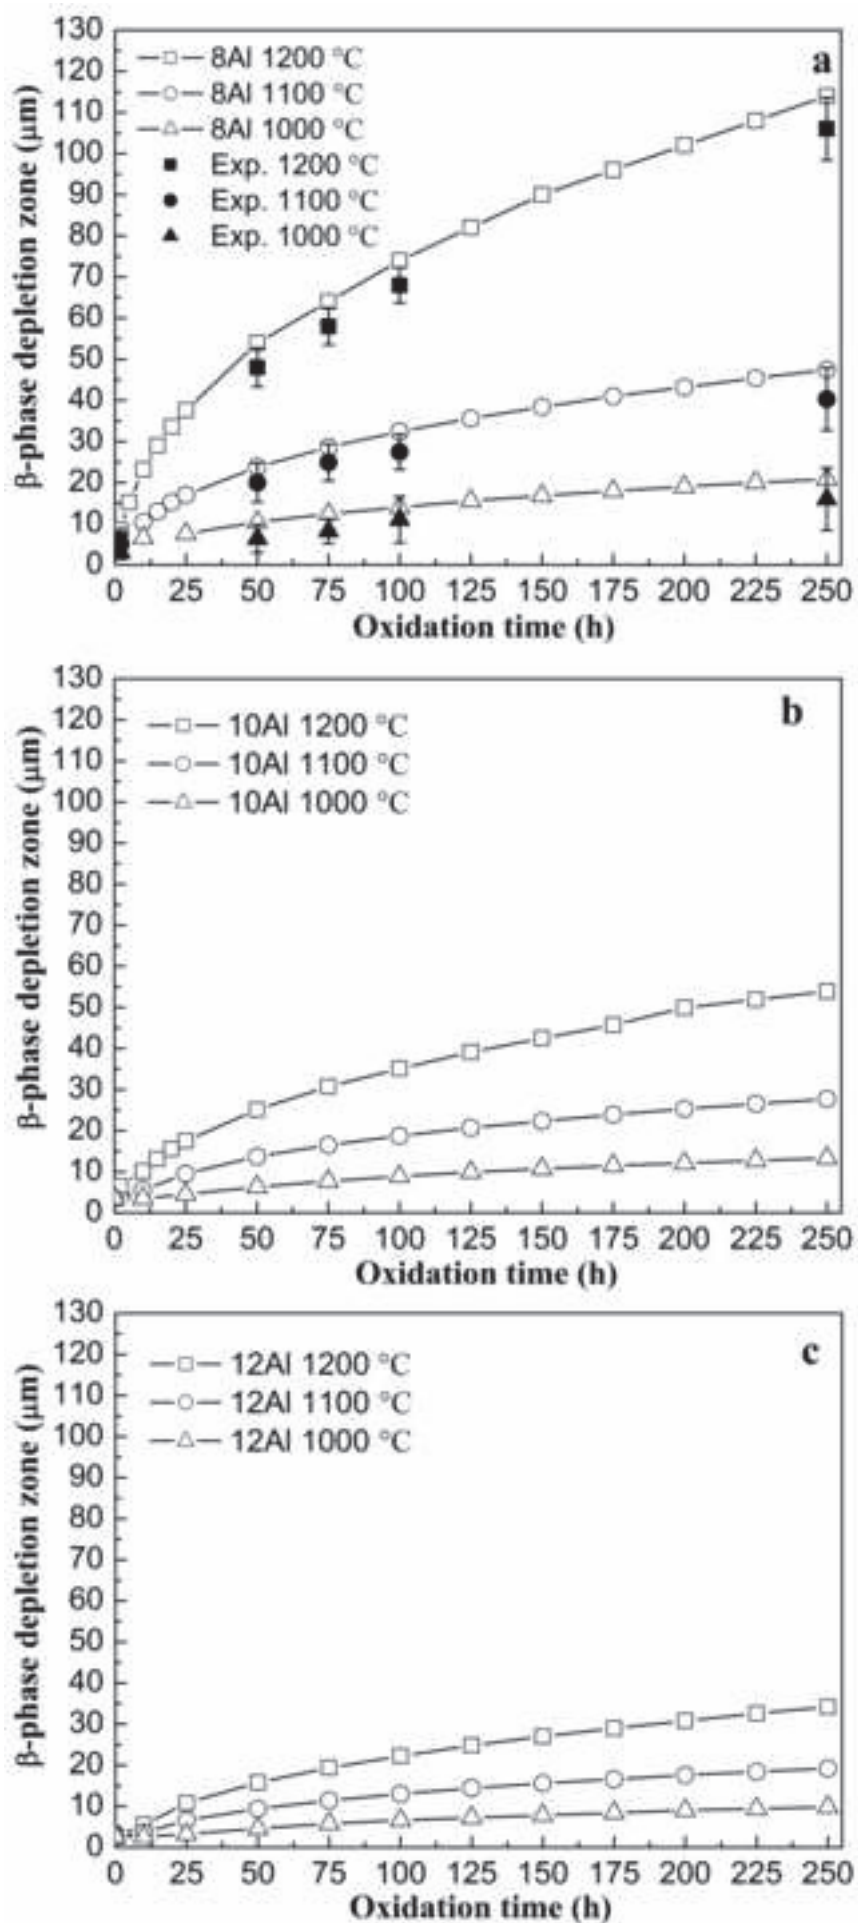 130
120
110
100
90
80
70
60
50
40
30
20
10
0
β-phase depletion zone (μm)
a
8Al 1200 °C
8Al 1100 °C
8Al 1000 °C
Exp. 1200 °C
Exp. 1100 °C
Exp. 1000 °C
0 25 50 75 100 125 150 175 200 225 250
Oxidation time (h)
130
120
110
100
90
80
70
60
50
40
30
20
10
0
β-phase depletion zone (μm)
b
10Al 1200 °C
10Al 1100 °C
10Al 1000 °C
0 25 50 75 100 125 150 175 200 225 250
Oxidation time (h)
130
120
110
100
90
80
70
60
50
40
30
20
10
0
β-phase depletion zone (μm)
c
12Al 1200 °C
12Al 1100 °C
12Al 1000 °C
0 25 50 75 100 125 150 175 200 225 250
Oxidation time (h)